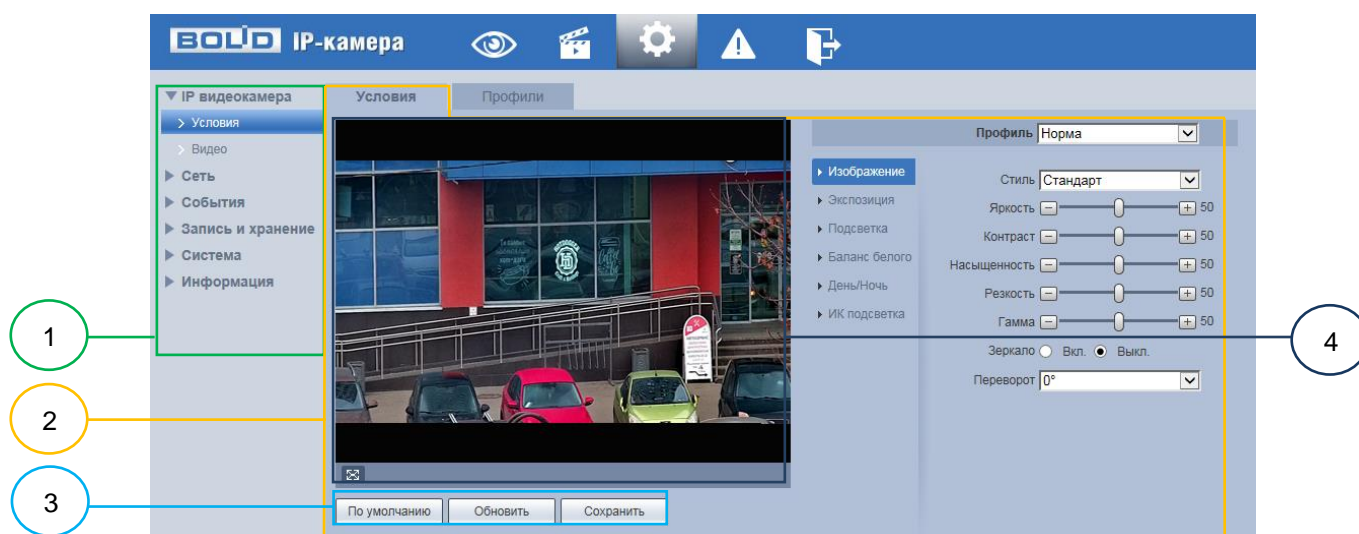 BOLID IP-камера
IP видеокамера
Условия
Видео
Сеть
События
Запись и хранение
Система
Информация
Условия
Профили
Профиль Норма
Изображение
Экспозиция
Подсветка
Баланс белого
День/Ночь
ИК подсветка
Стиль Стандарт
Яркость 50
Контраст 50
Насыщенность 50
Резкость 50
Гамма 50
Зеркало Вкл. Выкл.
Переворот 0°
По умолчанию Обновить Сохранить
1
2
3
4